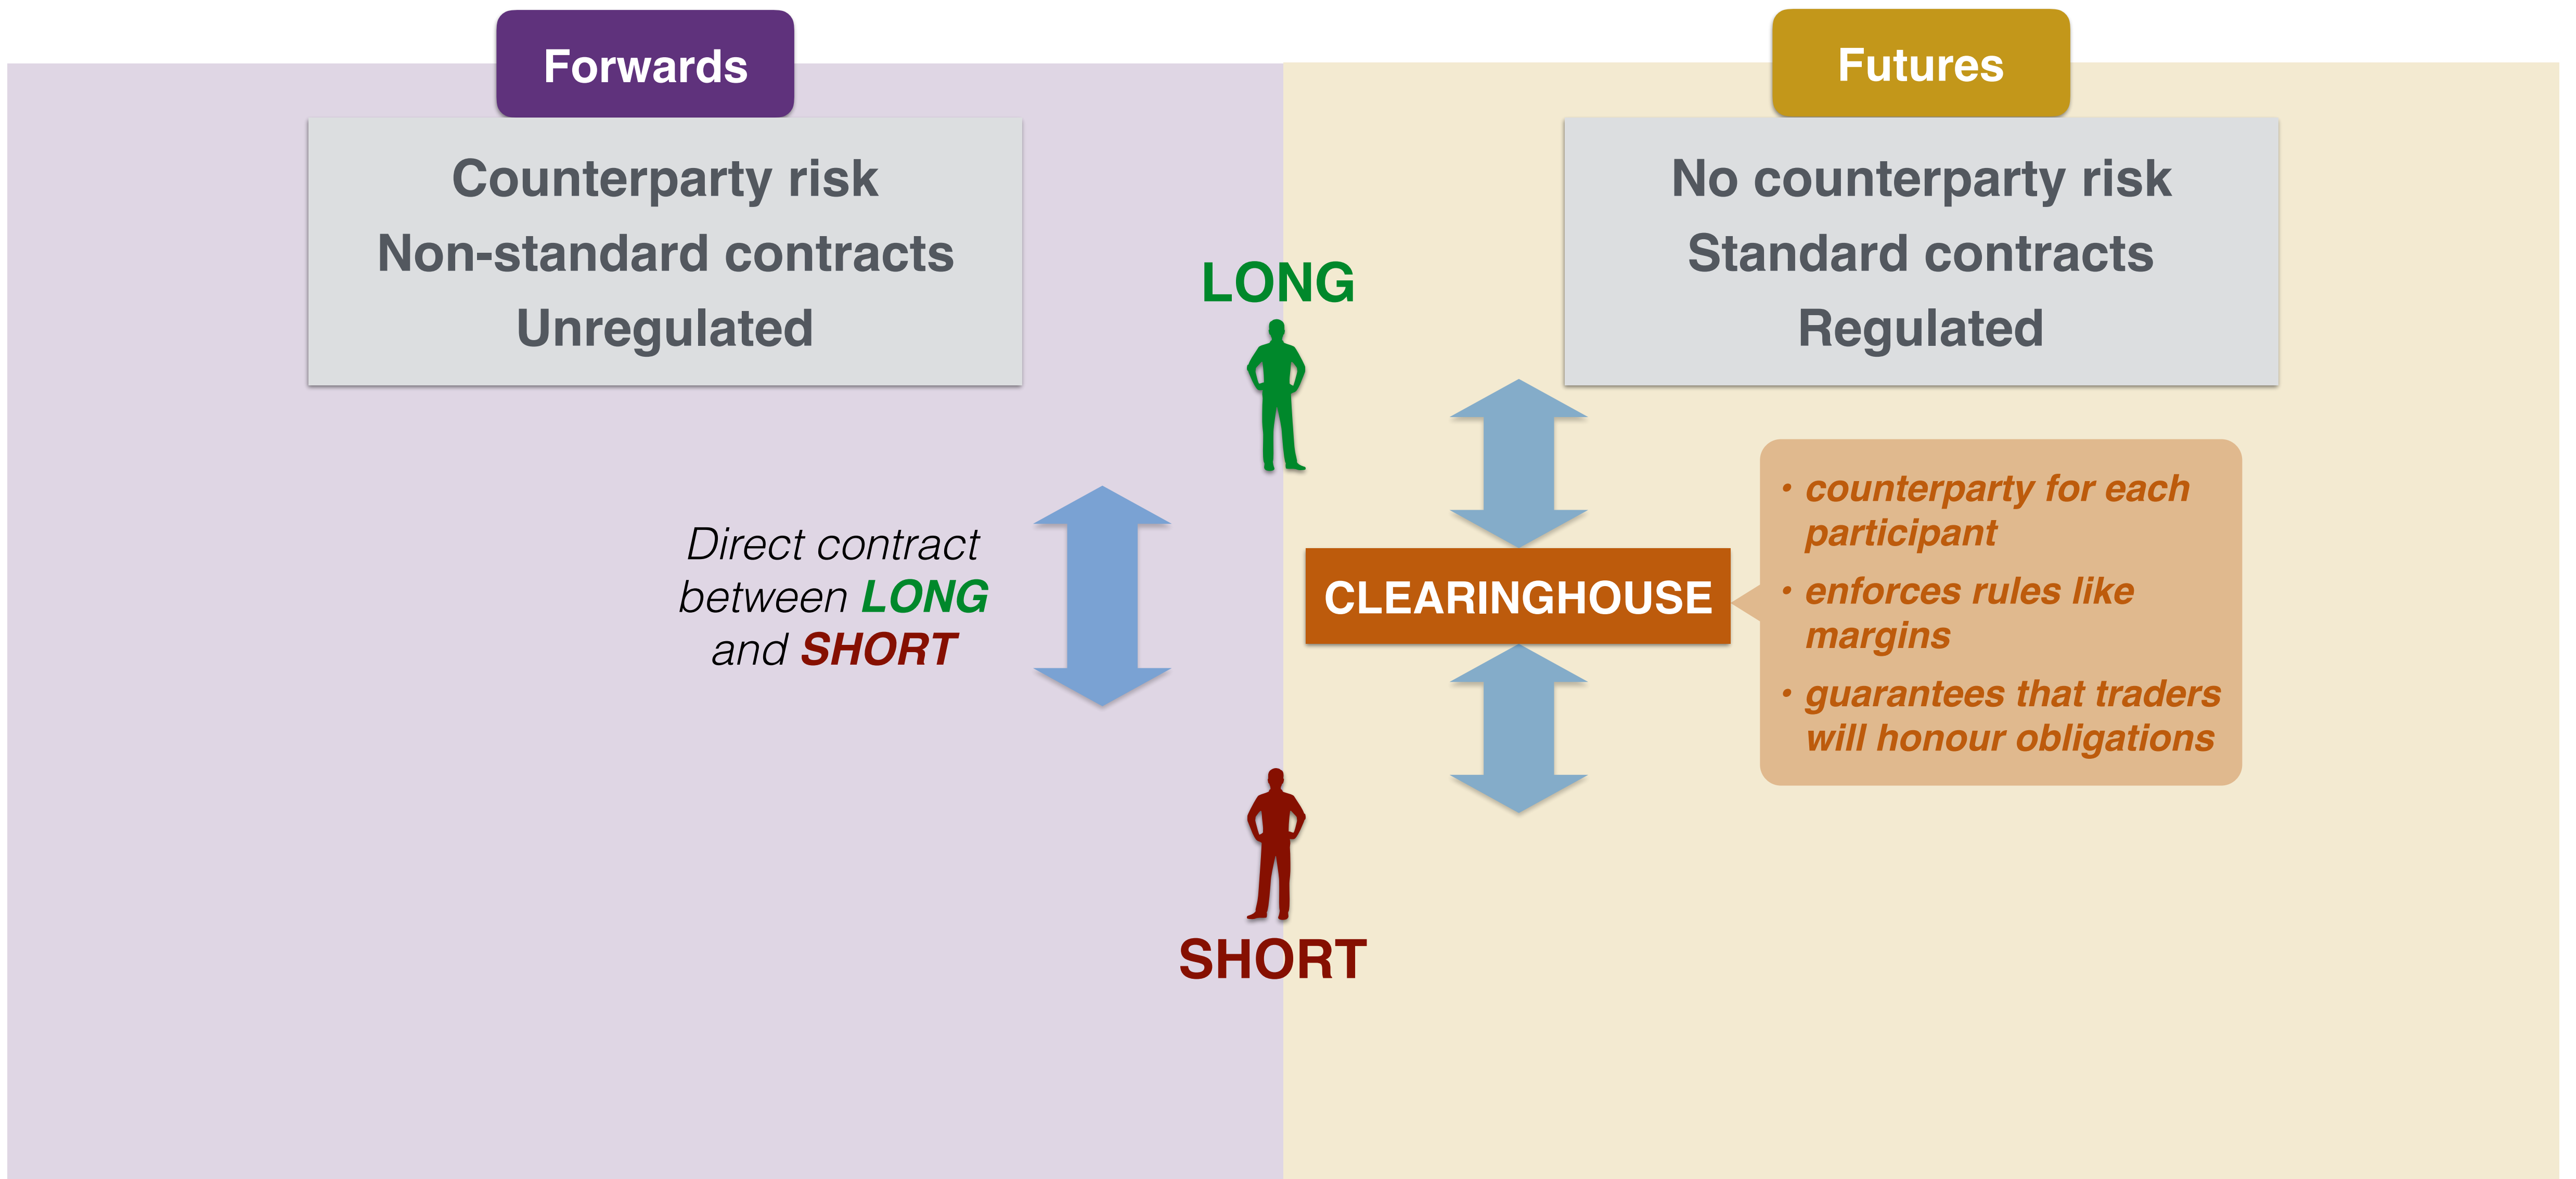 Forwards
Counterparty risk
Non-standard contracts
Unregulated
Direct contract
between LONG
and SHORT
LONG
SHORT
Futures
No counterparty risk
Standard contracts
Regulated
CLEARINGHOUSE
• counterparty for each
participant
• enforces rules like
margins
• guarantees that traders
will honour obligations